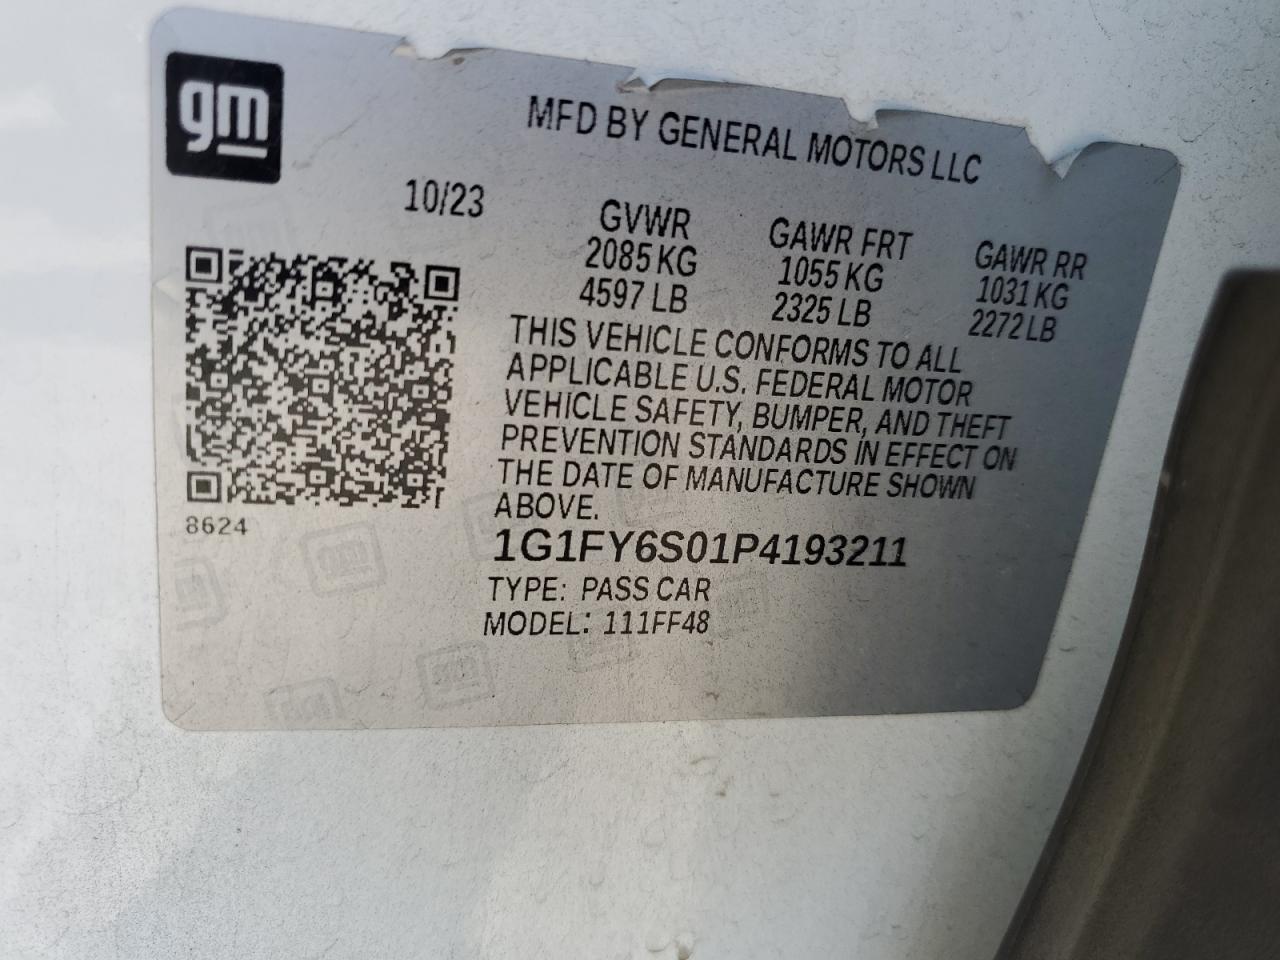 gm
MFD BY GENERAL MOTORS LLC
10/23
GVWR GAWR FRT GAWR RR
2085 KG 1055 KG 1031 KG
4597 LB 2325 LB 2272 LB
THIS VEHICLE CONFORMS TO ALL
APPLICABLE U.S. FEDERAL MOTOR
VEHICLE SAFETY, BUMPER, AND THEFT
PREVENTION STANDARDS IN EFFECT ON
THE DATE OF MANUFACTURE SHOWN
ABOVE.
8624
1G1FY6S01P4193211
TYPE: PASS CAR
MODEL: 111FF48